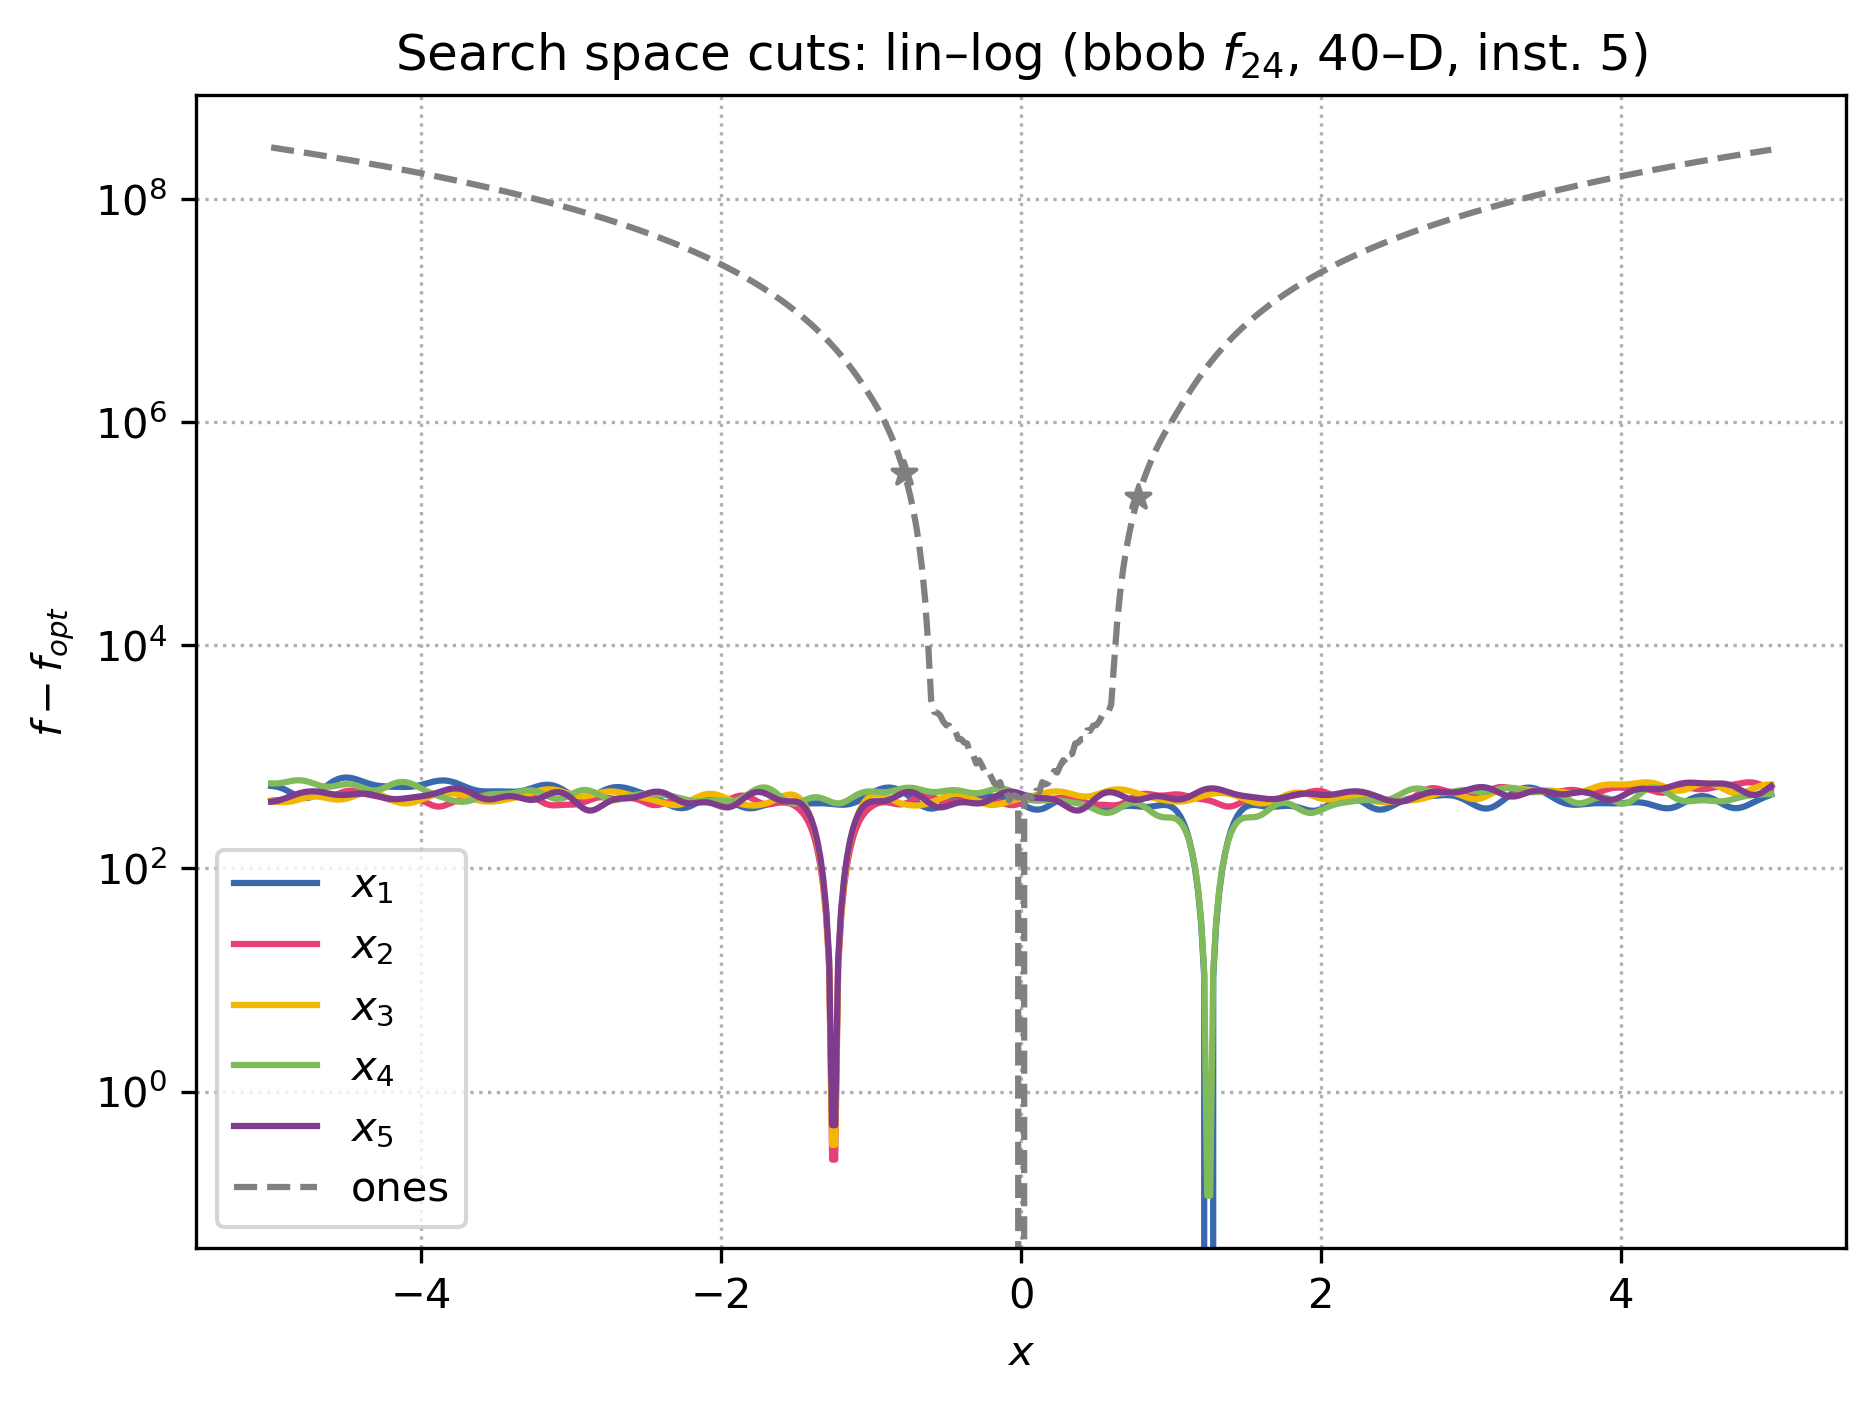 Search space cuts: lin–log (bbob f24, 40–D, inst. 5)
10^8
10^6
10^4
10^2
10^0
f − fopt
x1
x2
x3
x4
x5
ones
−4 −2 0 2 4
x